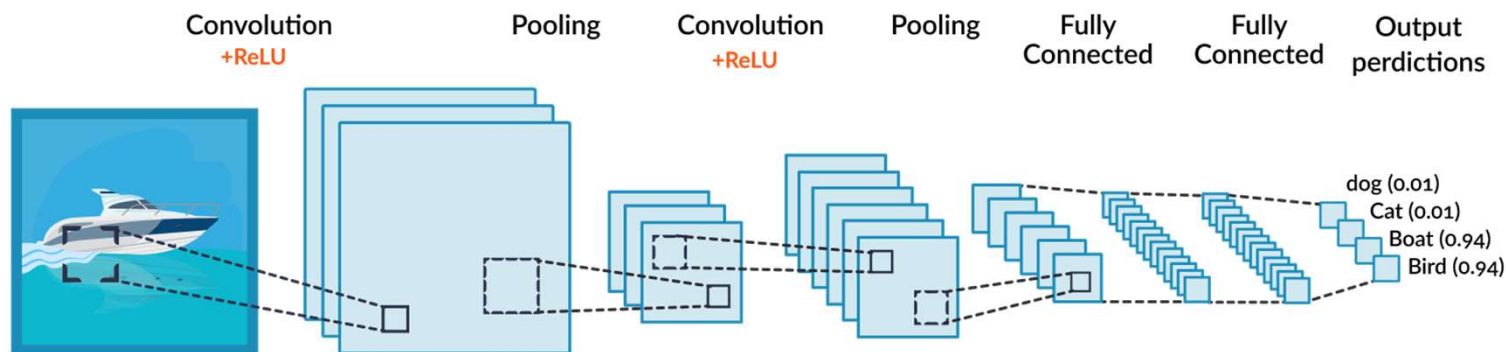 Convolution
+ReLU
Pooling
Convolution
+ReLU
Pooling
Fully
Connected
Fully
Connected
Output
perdictions
dog (0.01)
Cat (0.01)
Boat (0.94)
Bird (0.94)